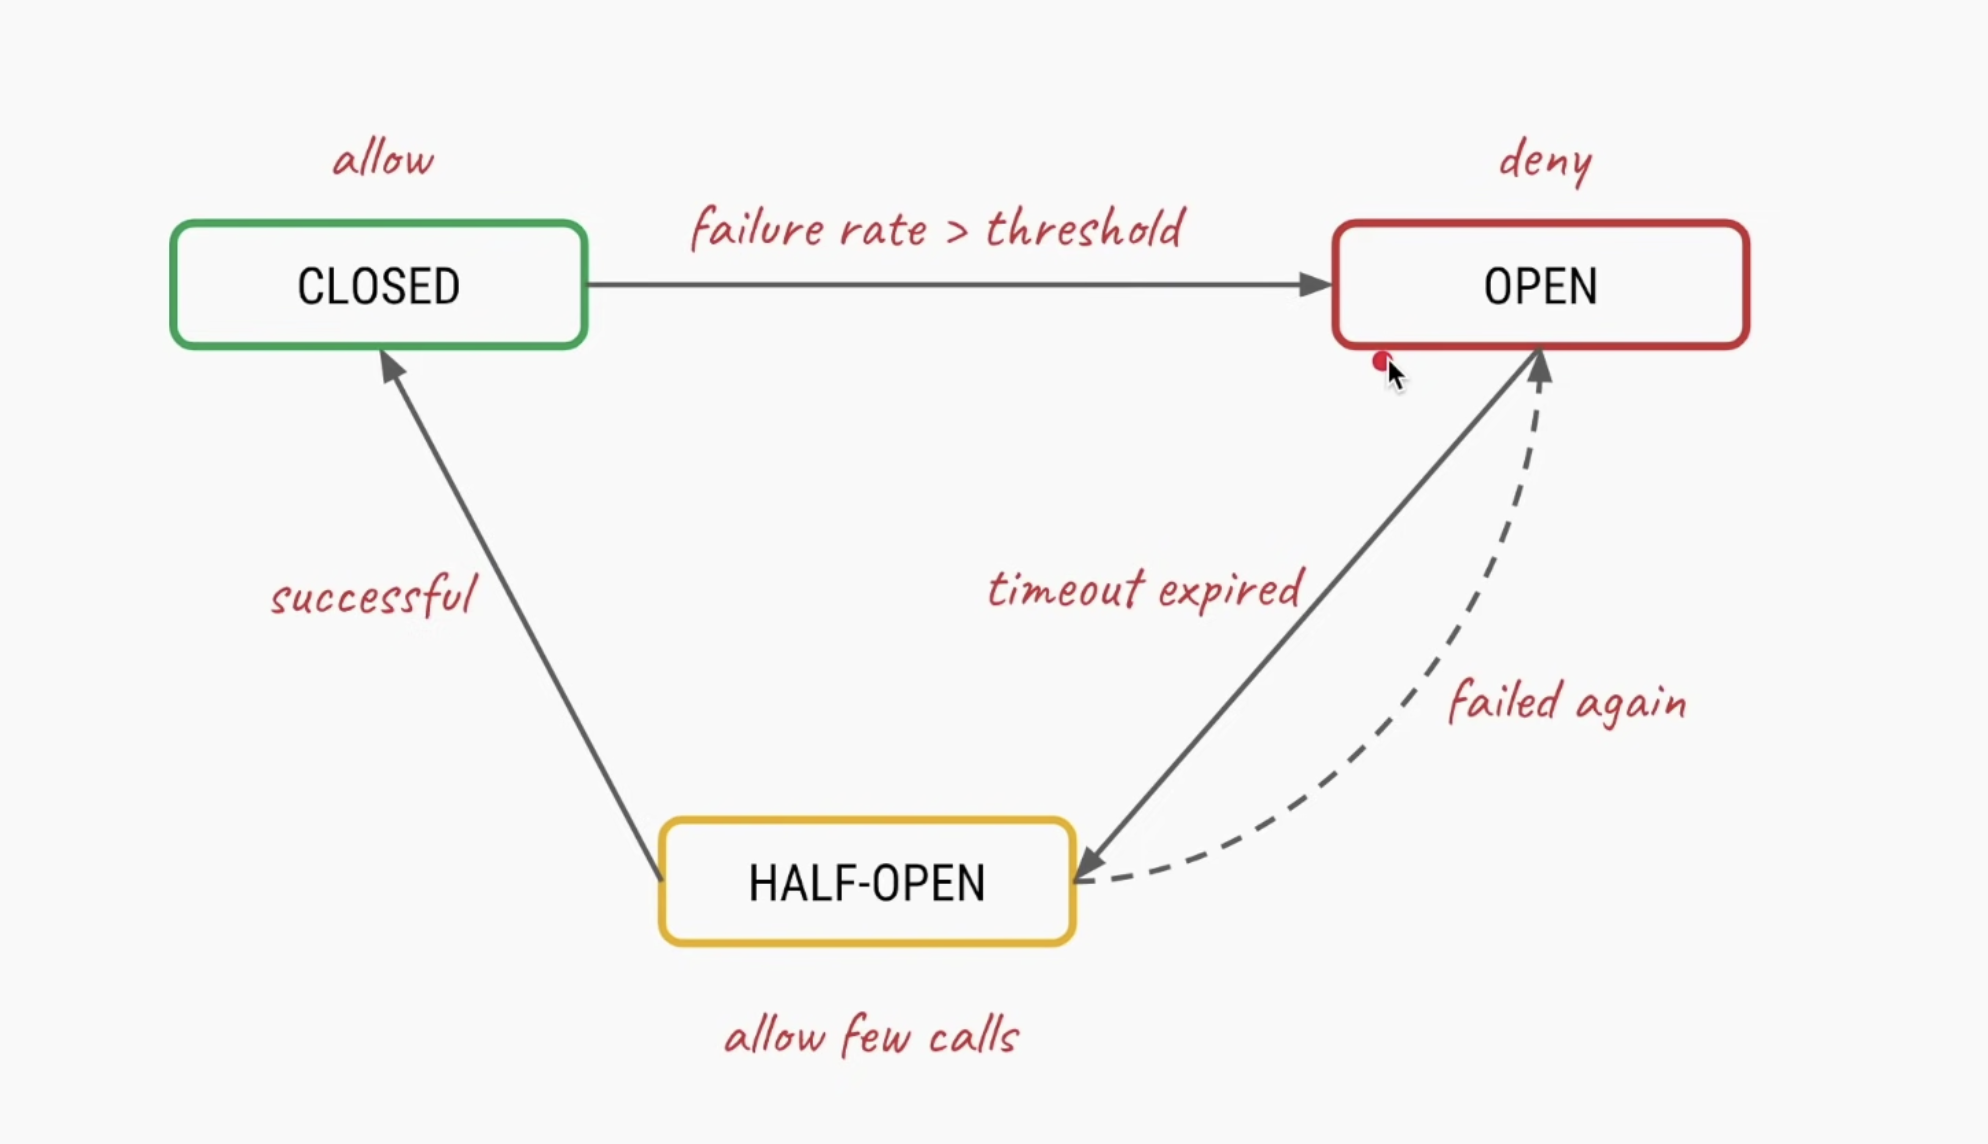 allow
deny
failure rate > threshold
CLOSED
OPEN
successful
timeout expired
failed again
HALF-OPEN
allow few calls